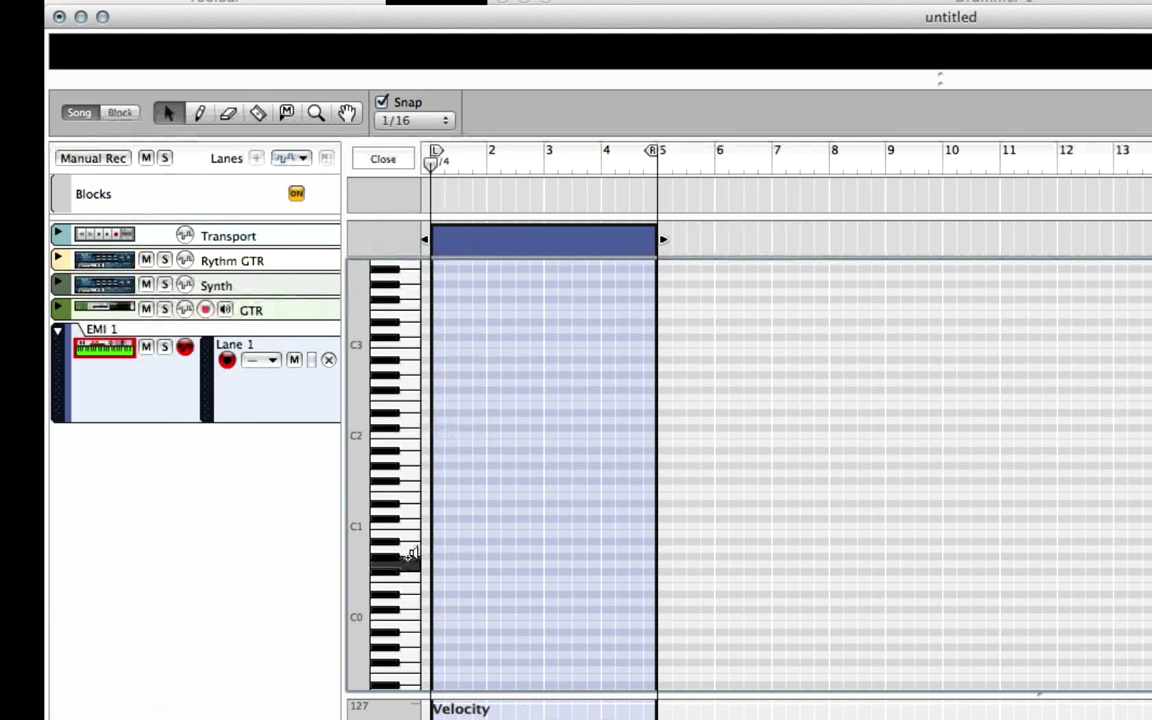 untitled
Song Block Snap
1/16
Manual Rec M S Lanes Close L /4 2 3 4 R 5 6 7 8 9 10 11 12 13
Blocks ON
Transport
M S Rythm GTR
M S Synth
M S GTR
EMI 1
M S Lane 1
M
C3
C2
C1
C0
127 Velocity